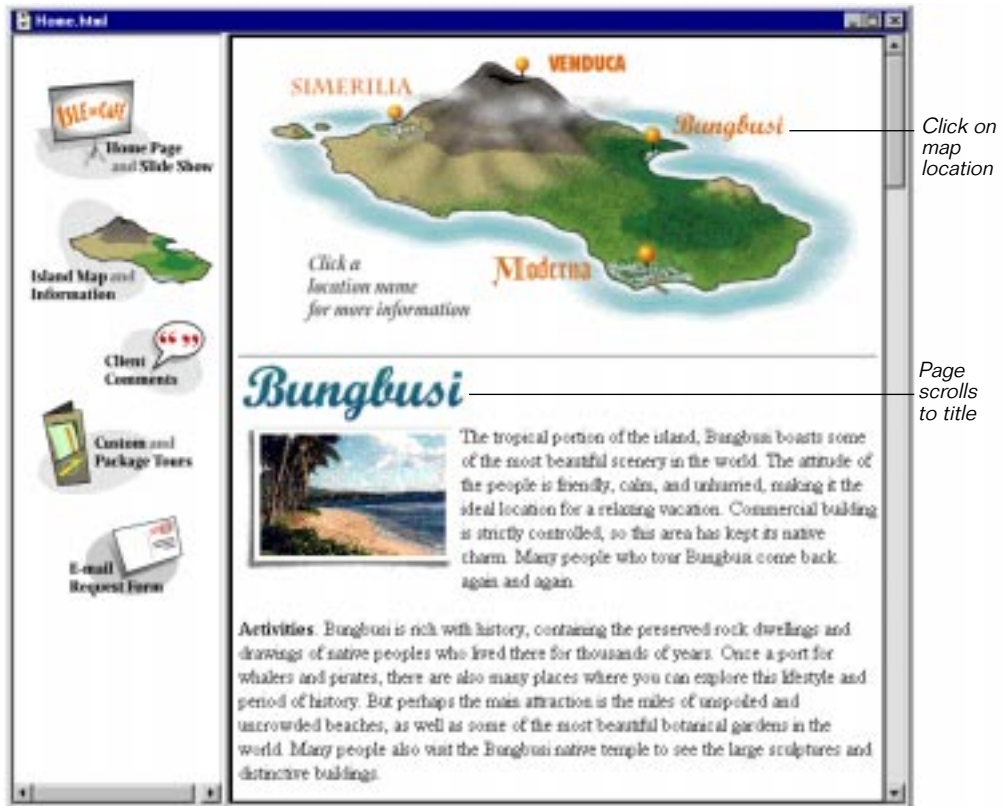 Home.html
ISLE of CAFÉ
Home Page
and Slide Show
Island Map and
Information
Client
Comments
Custom and
Package Tours
E-mail
Request Form
VENDUCA
SIMERILIA
Bungbusi
Moderna
Click a
location name
for more information
Click on
map
location
Bungbusi
Page
scrolls
to title
The tropical portion of the island, Bungbusi boasts some
of the most beautiful scenery in the world. The attitude of
the people is friendly, calm, and unhurried, making it the
ideal location for a relaxing vacation. Commercial building
is strictly controlled, so this area has kept its native
charm. Many people who tour Bungbusi come back
again and again.
Activities. Bungbusi is rich with history, containing the preserved rock dwellings and
drawings of native peoples who lived there for thousands of years. Once a port for
whalers and pirates, there are also many places where you can explore this lifestyle and
period of history. But perhaps the main attraction is the miles of unspoiled and
uncrowded beaches, as well as some of the most beautiful botanical gardens in the
world. Many people also visit the Bungbusi native temple to see the large sculptures and
distinctive buildings.